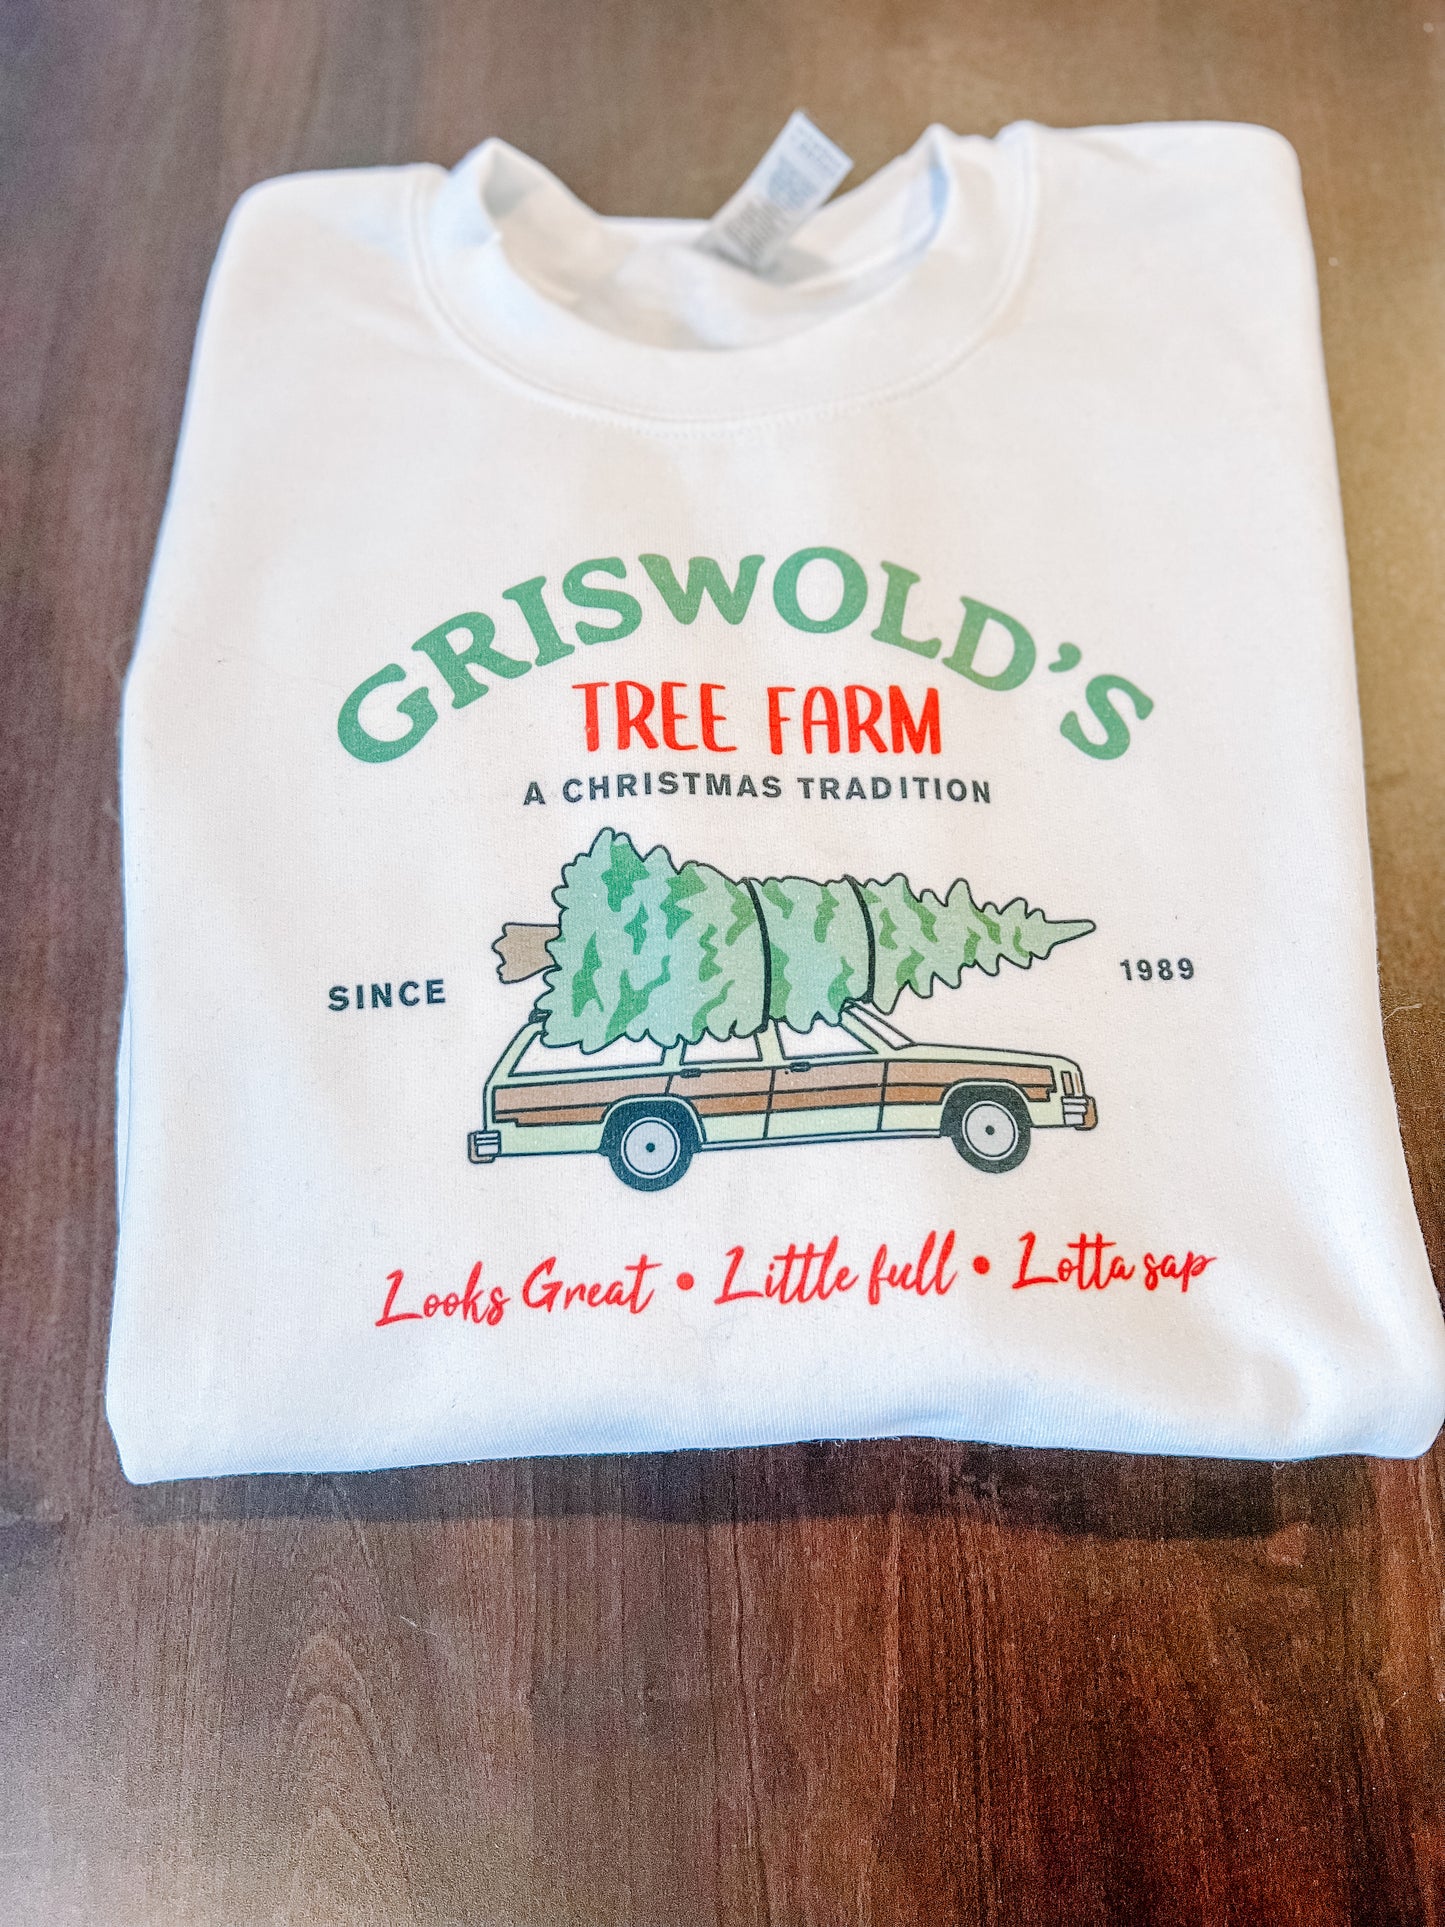 GRISWOLD'S
TREE FARM
A CHRISTMAS TRADITION
SINCE 1989
Looks Great • Little full • Lotta sap